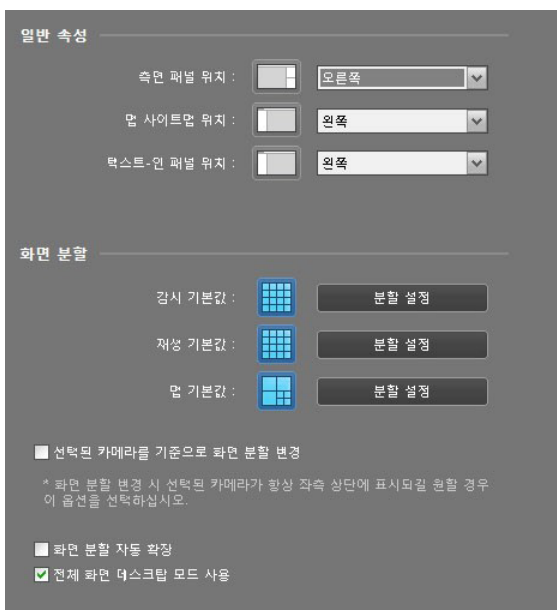 일반 속성
측면 패널 위치 : 오른쪽
맵 사이트맵 위치 : 왼쪽
텍스트-인 패널 위치 : 왼쪽
화면 분할
감시 기본값 : 분할 설정
재생 기본값 : 분할 설정
맵 기본값 : 분할 설정
선택된 카메라를 기준으로 화면 분할 변경
* 화면 분할 변경 시 선택된 카메라가 항상 좌측 상단에 표시되길 원할 경우
이 옵션을 선택하십시오.
화면 분할 자동 확장
전체 화면 데스크탑 모드 사용